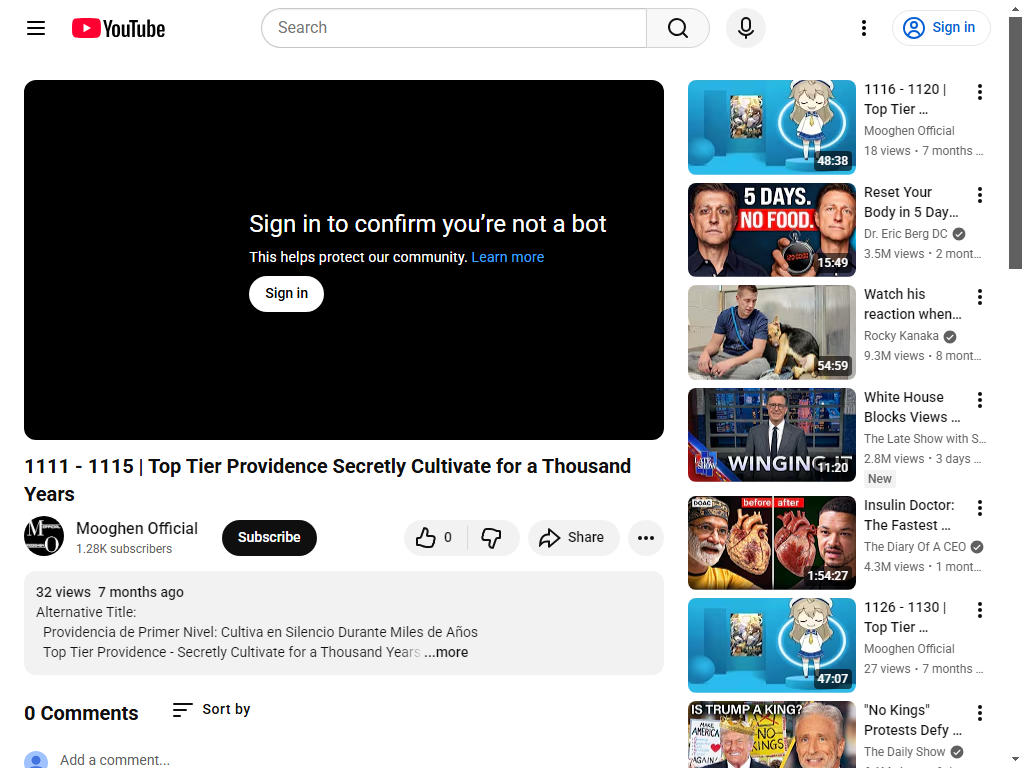 YouTube
Search
Sign in
Sign in to confirm you’re not a bot
This helps protect our community. Learn more
Sign in
1111 - 1115 | Top Tier Providence Secretly Cultivate for a Thousand
Years
Mooghen Official
1.28K subscribers
Subscribe
0
Share
32 views 7 months ago
Alternative Title:
Providencia de Primer Nivel: Cultiva en Silencio Durante Miles de Años
Top Tier Providence - Secretly Cultivate for a Thousand Years ...more
0 Comments
Sort by
Add a comment...
48:38
1116 - 1120 |
Top Tier ...
Mooghen Official
18 views • 7 months ...
5 DAYS.
NO FOOD.
15:49
Reset Your
Body in 5 Day...
Dr. Eric Berg DC
3.5M views • 2 mont...
54:59
Watch his
reaction when...
Rocky Kanaka
9.3M views • 8 mont...
LATE SHOW
WINGING IT
11:20
White House
Blocks Views ...
The Late Show with S...
2.8M views • 3 days ...
New
DOAC
before after
1:54:27
Insulin Doctor:
The Fastest ...
The Diary Of A CEO
4.3M views • 1 mont...
47:07
1126 - 1130 |
Top Tier ...
Mooghen Official
27 views • 7 months ...
IS TRUMP A KING?
MAKE
AMERICA
AGAIN
NO
KINGS
"No Kings"
Protests Defy ...
The Daily Show